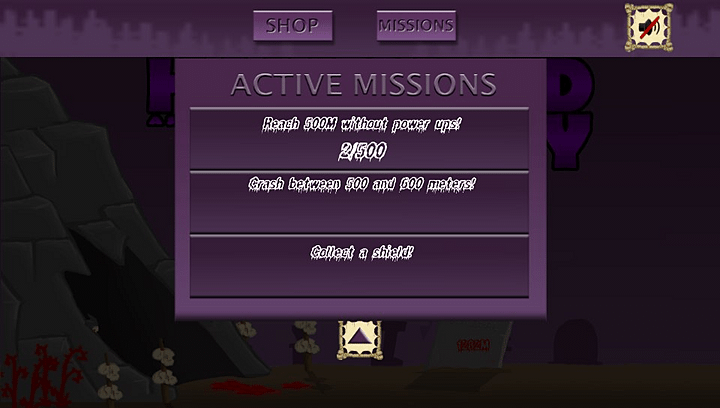 SHOP
MISSIONS
ACTIVE MISSIONS
Reach 500M without power ups!
2/500
Crash between 500 and 600 meters!
Collect a shield!